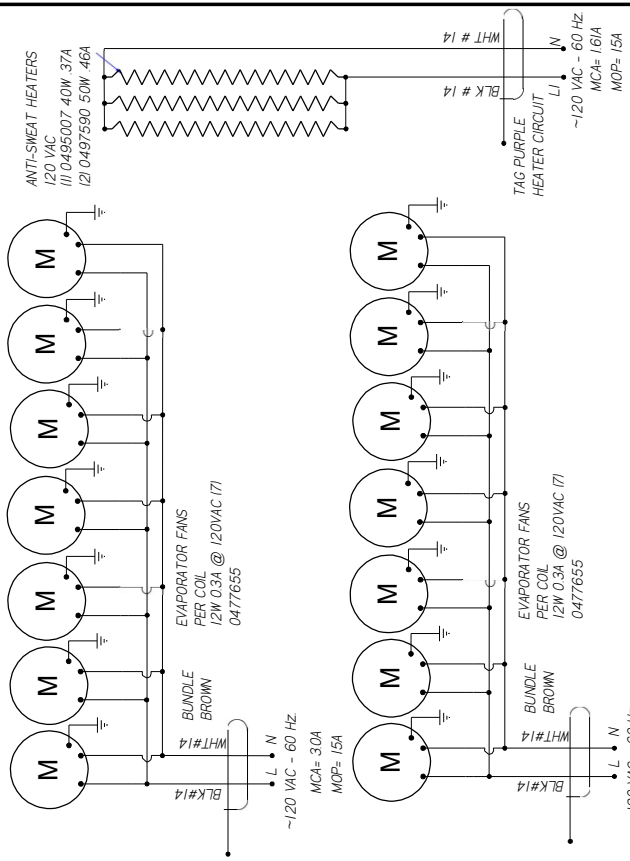 ANTI-SWEAT HEATERS
120 VAC
(1) 0495007 40W .37A
(2) 0497590 50W .46A
WHT # 14
BLK # 14
N
L1
~120 VAC - 60 Hz.
MCA= 1.61A
MOP= 15A
TAG PURPLE
HEATER CIRCUIT
M
M
M
M
M
M
M
EVAPORATOR FANS
PER COIL
12W 0.3A @ 120VAC (7)
0477655
BUNDLE
BROWN
WHT#14
BLK#14
N
L
~120 VAC - 60 Hz.
MCA= 3.0A
MOP= 15A
M
M
M
M
M
M
M
EVAPORATOR FANS
PER COIL
12W 0.3A @ 120VAC (7)
0477655
BUNDLE
BROWN
WHT#14
BLK#14
N
L